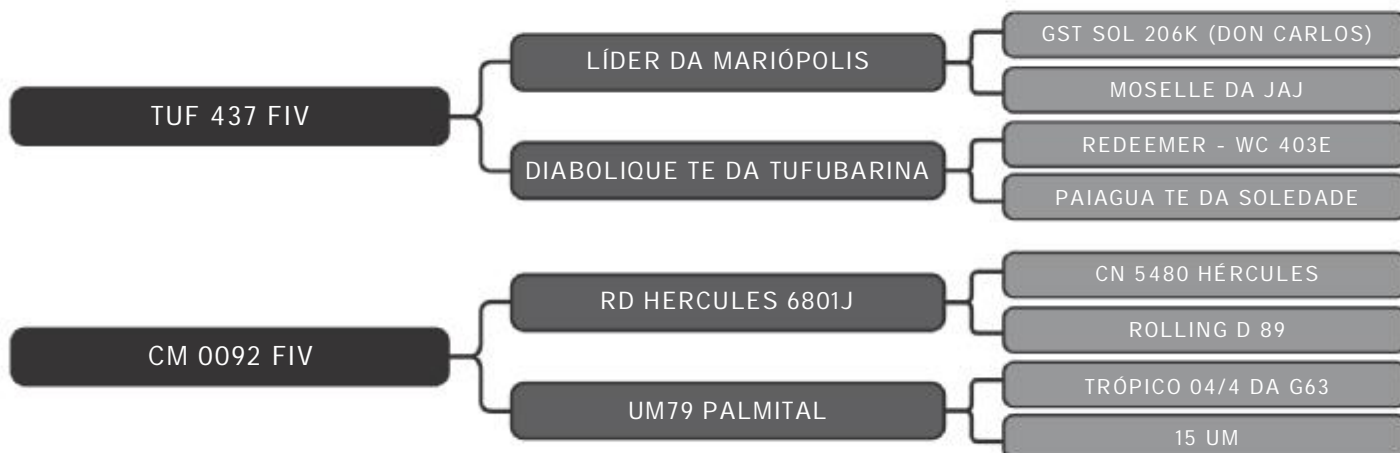 GST SOL 206K (DON CARLOS)
LÍDER DA MARIÓPOLIS
MOSELLE DA JAJ
TUF 437 FIV
REDEEMER - WC 403E
DIABOLIQUE TE DA TUFUBARINA
PAIAGUA TE DA SOLEDADE
CN 5480 HÉRCULES
RD HERCULES 6801J
ROLLING D 89
CM 0092 FIV
TRÓPICO 04/4 DA G63
UM79 PALMITAL
15 UM